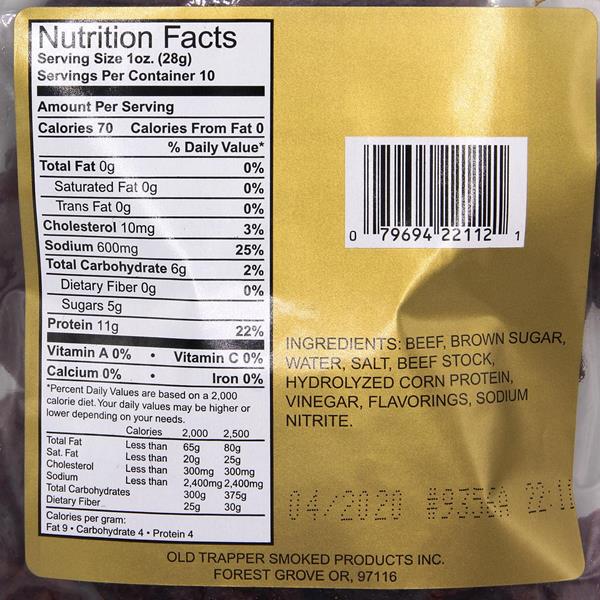 Nutrition Facts
Serving Size 1oz. (28g)
Servings Per Container 10
Amount Per Serving
Calories 70 Calories From Fat 0
% Daily Value*
Total Fat 0g 0%
Saturated Fat 0g 0%
Trans Fat 0g 0%
Cholesterol 10mg 3%
Sodium 600mg 25%
Total Carbohydrate 6g 2%
Dietary Fiber 0g 0%
Sugars 5g
Protein 11g 22%
Vitamin A 0% • Vitamin C 0%
Calcium 0% • Iron 0%
*Percent Daily Values are based on a 2,000
calorie diet. Your daily values may be higher or
lower depending on your needs.
Calories 2,000 2,500
Total Fat Less than 65g 80g
Sat. Fat Less than 20g 25g
Cholesterol Less than 300mg 300mg
Sodium Less than 2,400mg 2,400mg
Total Carbohydrates 300g 375g
Dietary Fiber 25g 30g
Calories per gram:
Fat 9 • Carbohydrate 4 • Protein 4
0 79694 22112 1
INGREDIENTS: BEEF, BROWN SUGAR,
WATER, SALT, BEEF STOCK,
HYDROLYZED CORN PROTEIN,
VINEGAR, FLAVORINGS, SODIUM
NITRITE.
04/2020 #9336A
OLD TRAPPER SMOKED PRODUCTS INC.
FOREST GROVE OR, 97116